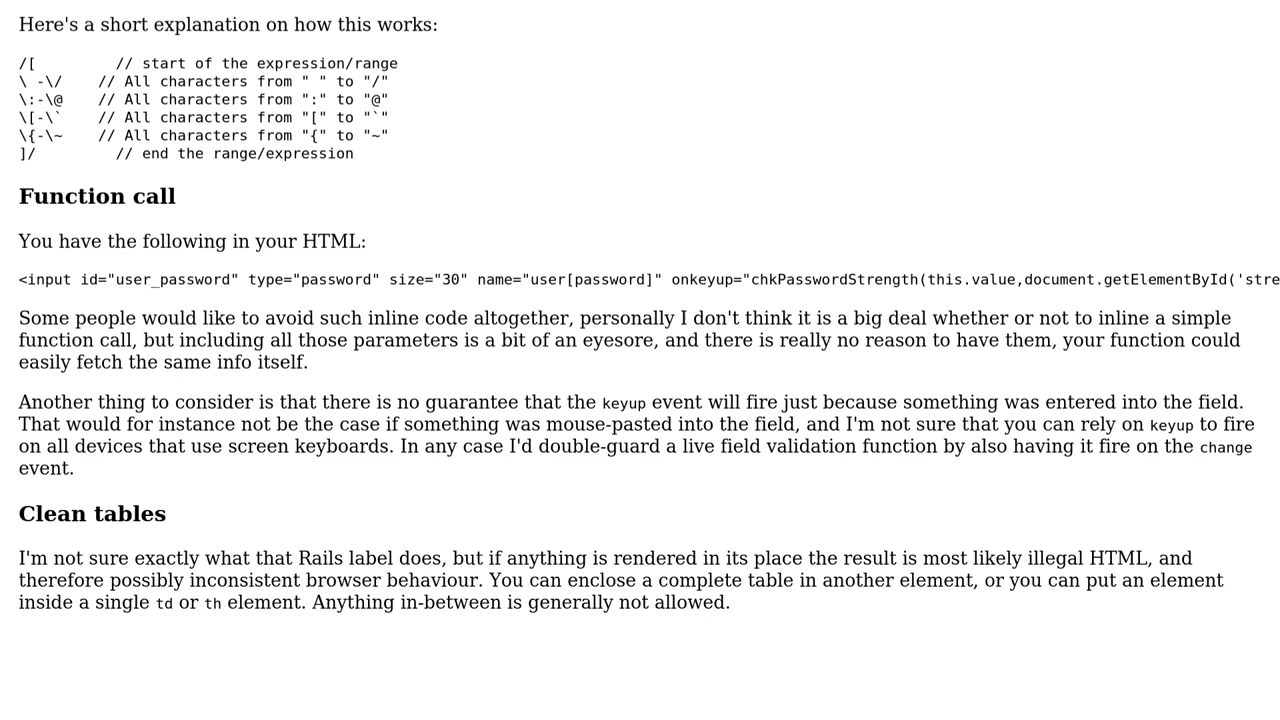 Here's a short explanation on how this works:
/[         // start of the expression/range
\ -\/    // All characters from " " to "/"
\:-\@    // All characters from ":" to "@"
\[-\`    // All characters from "[" to "`"
\{-\~    // All characters from "{" to "~"
]/         // end the range/expression
Function call
You have the following in your HTML:
<input id="user_password" type="password" size="30" name="user[password]" onkeyup="chkPasswordStrength(this.value,document.getElementById('stre
Some people would like to avoid such inline code altogether, personally I don't think it is a big deal whether or not to inline a simple
function call, but including all those parameters is a bit of an eyesore, and there is really no reason to have them, your function could
easily fetch the same info itself.
Another thing to consider is that there is no guarantee that the keyup event will fire just because something was entered into the field.
That would for instance not be the case if something was mouse-pasted into the field, and I'm not sure that you can rely on keyup to fire
on all devices that use screen keyboards. In any case I'd double-guard a live field validation function by also having it fire on the change
event.
Clean tables
I'm not sure exactly what that Rails label does, but if anything is rendered in its place the result is most likely illegal HTML, and
therefore possibly inconsistent browser behaviour. You can enclose a complete table in another element, or you can put an element
inside a single td or th element. Anything in-between is generally not allowed.